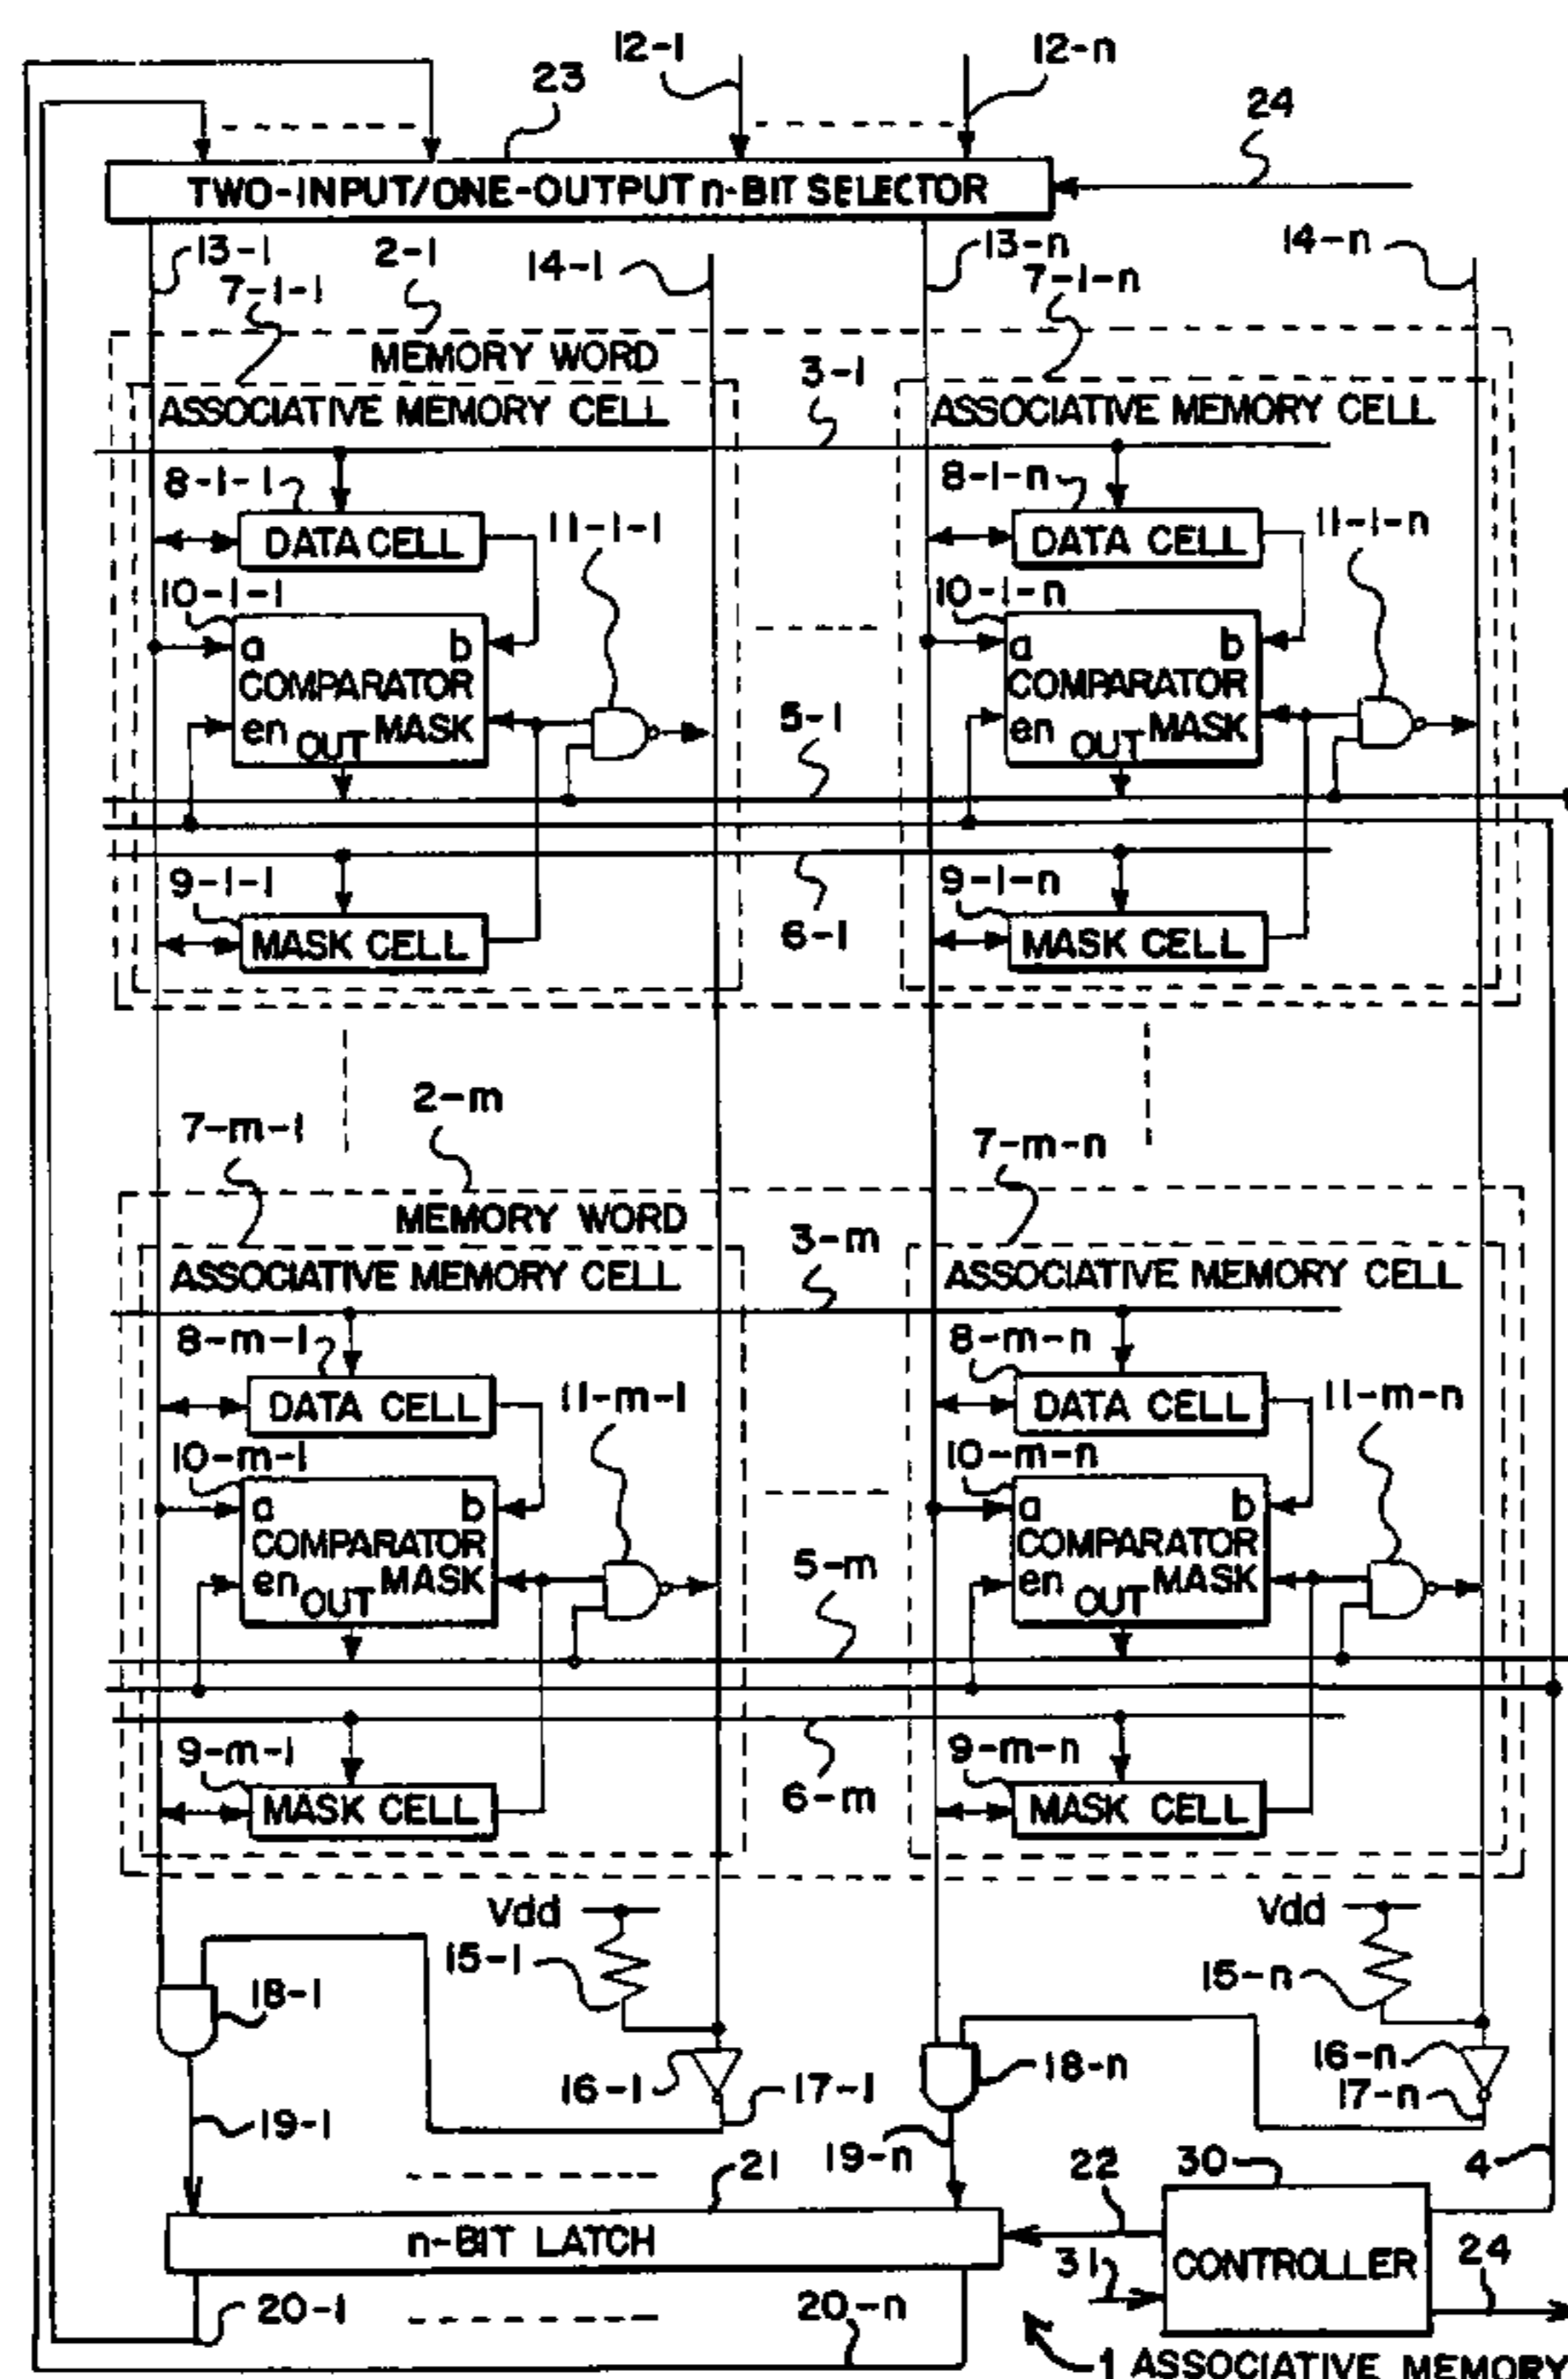 12-1
12-n
23
24
TWO-INPUT/ONE-OUTPUT n-BIT SELECTOR
13-1
2-1
14-1
13-n
14-n
7-1-1
7-1-n
MEMORY WORD
3-1
ASSOCIATIVE MEMORY CELL
ASSOCIATIVE MEMORY CELL
8-1-1
8-1-n
11-1-1
11-1-n
DATA CELL
DATA CELL
10-1-1
10-1-n
a b
COMPARATOR
en OUT MASK
a b
COMPARATOR
en OUT MASK
5-1
9-1-1
9-1-n
6-1
MASK CELL
MASK CELL
2-m
7-m-1
7-m-n
MEMORY WORD
3-m
ASSOCIATIVE MEMORY CELL
ASSOCIATIVE MEMORY CELL
8-m-1
8-m-n
11-m-1
11-m-n
DATA CELL
DATA CELL
10-m-1
10-m-n
a b
COMPARATOR
en OUT MASK
a b
COMPARATOR
en OUT MASK
5-m
9-m-1
9-m-n
6-m
MASK CELL
MASK CELL
Vdd
Vdd
15-1
15-n
18-1
16-1
17-1
18-n
16-n
17-n
19-1
19-n
21
22
30
4
n-BIT LATCH
31
CONTROLLER
24
20-1
20-n
1 ASSOCIATIVE MEMORY